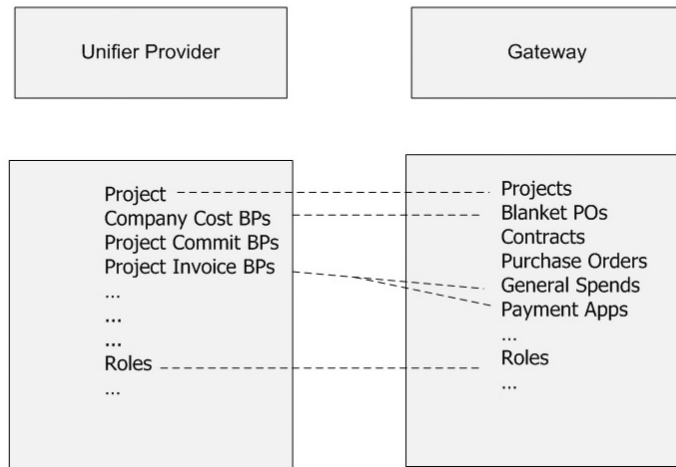 Unifier Provider
Gateway
Project
Company Cost BPs
Project Commit BPs
Project Invoice BPs
...
...
...
Roles
...
Projects
Blanket POs
Contracts
Purchase Orders
General Spends
Payment Apps
...
Roles
...